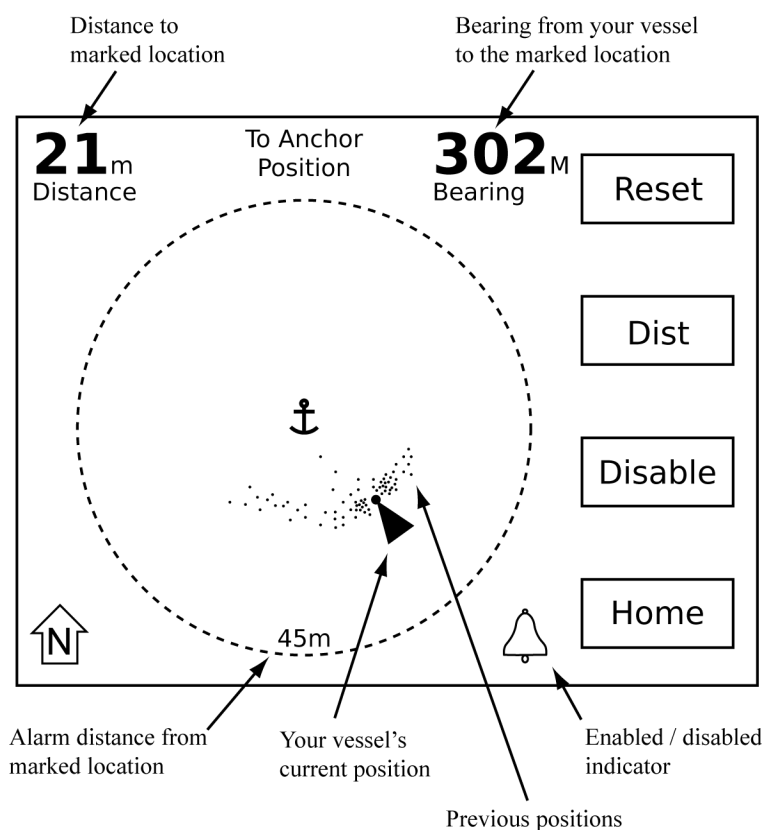 Distance to
marked location
Bearing from your vessel
to the marked location
21m
Distance
To Anchor
Position
302M
Bearing
Reset
Dist
Disable
Home
45m
N
Alarm distance from
marked location
Your vessel's
current position
Enabled / disabled
indicator
Previous positions